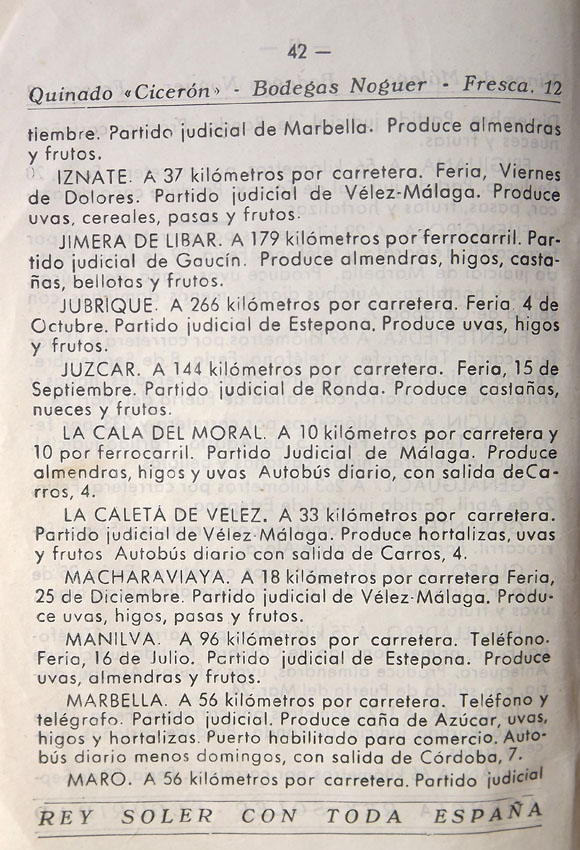 42 —
Quinado «Cicerón» - Bodegas Noguer - Fresca, 12
tiembre. Partido judicial de Marbella. Produce almendras
y frutos.
IZNATE. A 37 kilómetros por carretera. Feria, Viernes
de Dolores. Partido judicial de Vélez-Málaga. Produce
uvas, cereales, pasas y frutos.
JIMERA DE LIBAR. A 179 kilómetros por ferrocarril. Par-
tido judicial de Gaucín. Produce almendras, higos, casta-
ñas, bellotos y frutos.
JUBRIQUE. A 266 kilómetros por carretera. Feria, 4 de
Octubre. Partido judicial de Estepona. Produce uvas, higos
y frutos.
JUZCAR. A 144 kilómetros por carretera. Feria, 15 de
Septiembre. Partido judicial de Ronda. Produce castañas,
nueces y frutos.
LA CALA DEL MORAL. A 10 kilómetros por carretera y
10 por ferrocarril. Partido Judicial de Málaga. Produce
almendras, higos y uvas Autobús diario, con salida deCa-
rros, 4.
LA CALETA DE VELEZ. A 33 kilómetros por carretera.
Partido judicial de Vélez-Málaga. Produce hortalizas, uvas
y frutos Autobús diario con salida de Carros, 4.
MACHARAVIAYA. A 18 kilómetros por carretera Feria,
25 de Diciembre. Partido judicial de Vélez-Málaga. Produ-
ce uvas, higos, pasas y frutos.
MANILVA. A 96 kilómetros por carretera. Teléfono.
Feria, 16 de Julio. Partido judicial de Estepona. Produce
uvas, almendras y frutos.
MARBELLA. A 56 kilómetros por carretera. Teléfono y
telégrafo. Partido judicial. Produce caña de Azúcar, uvas,
higos y hortalizas. Puerto habilitado para comercio. Auto-
bús diario menos domingos, con salida de Córdoba, 7.
MARO. A 56 kilómetros por carretera. Partido judicial
REY SOLER CON TODA ESPAÑA